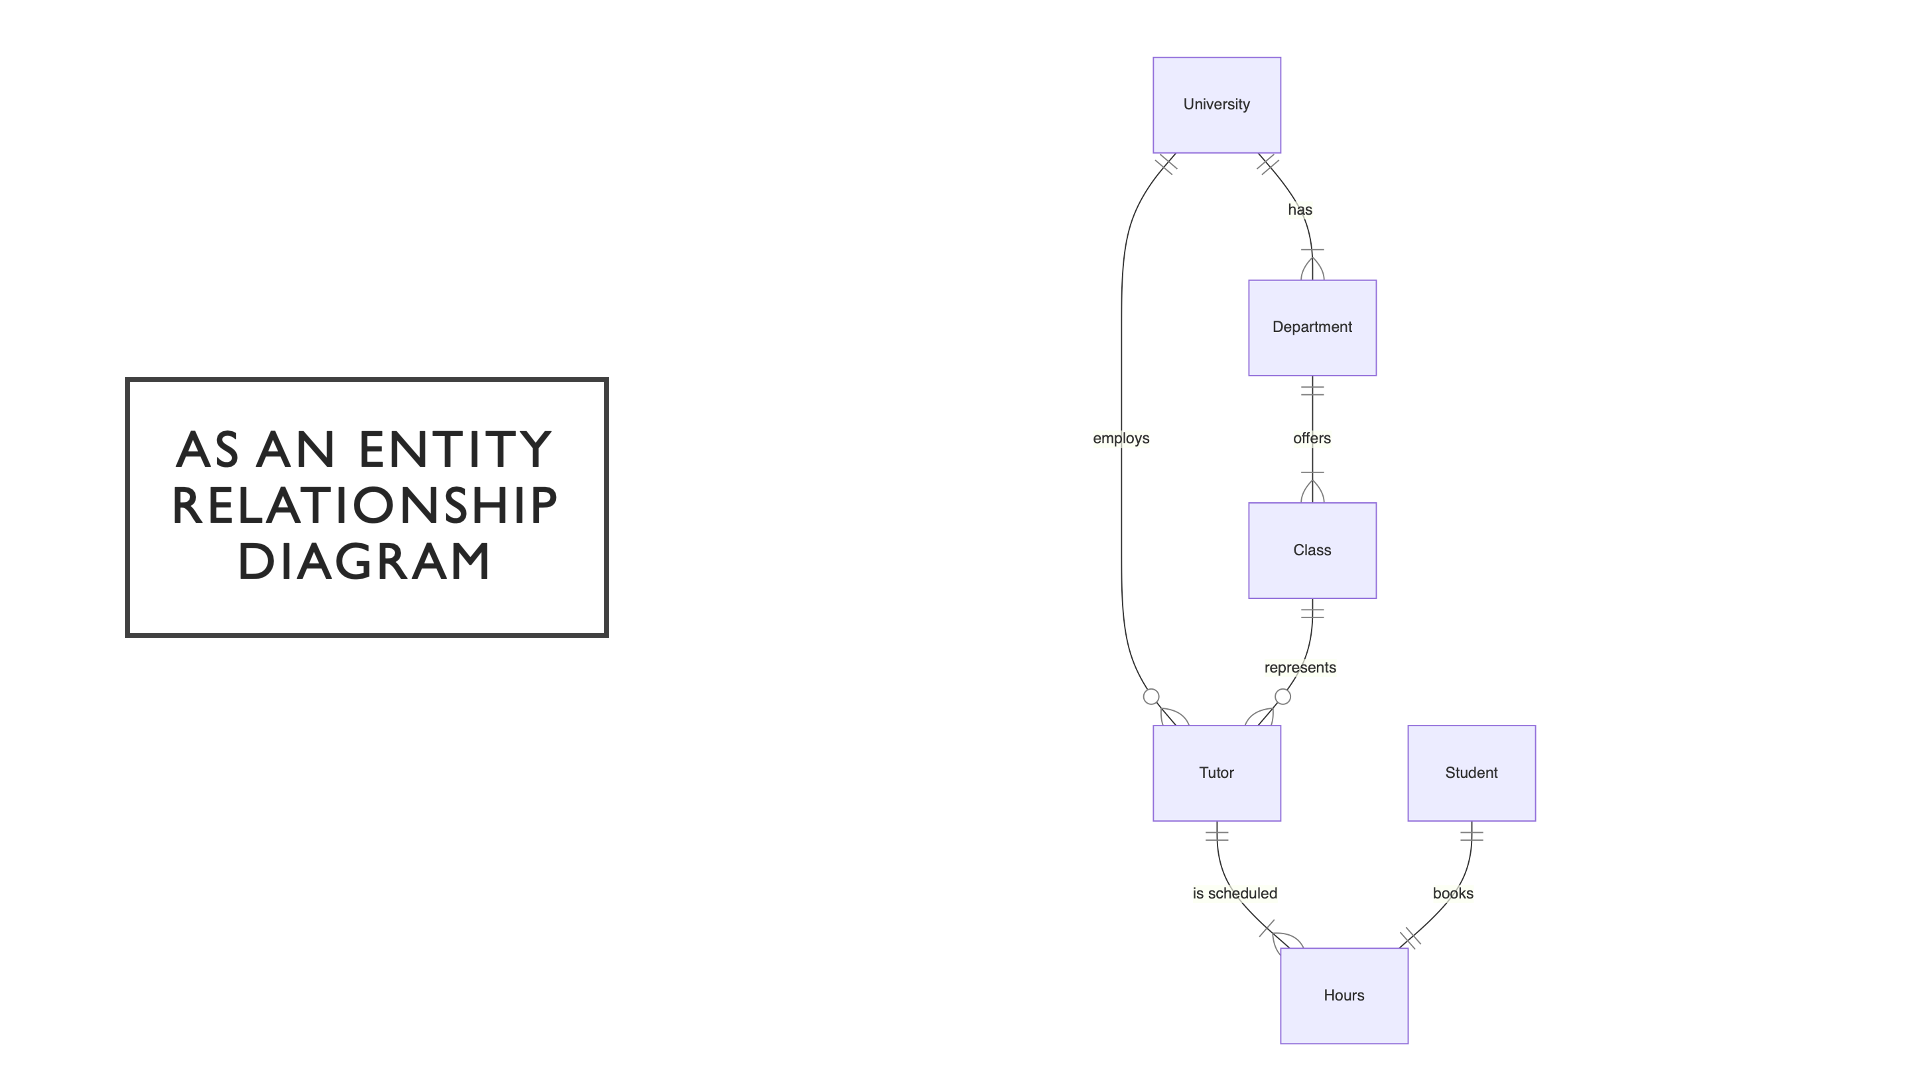 AS AN ENTITY
RELATIONSHIP
DIAGRAM
University
has
Department
employs
offers
Class
represents
Tutor
Student
is scheduled
books
Hours